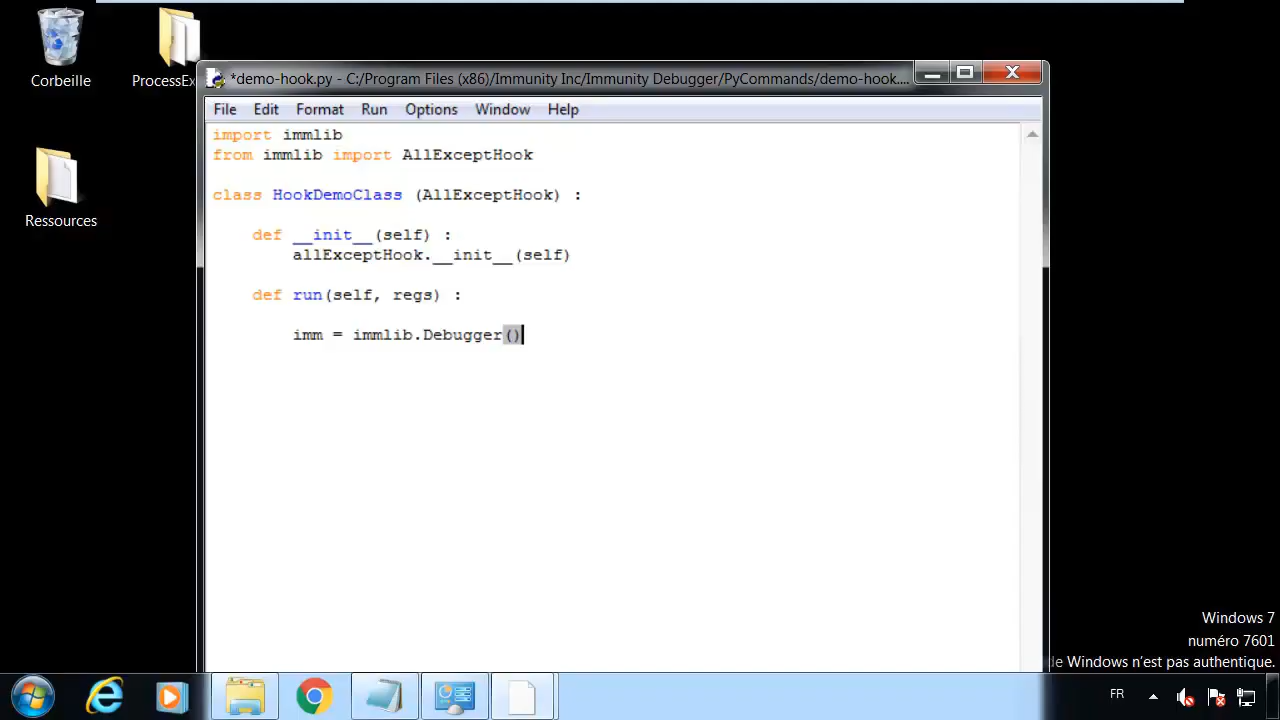 Corbeille
ProcessEx
Ressources
*demo-hook.py - C:/Program Files (x86)/Immunity Inc/Immunity Debugger/PyCommands/demo-hook....
File Edit Format Run Options Window Help
import immlib
from immlib import AllExceptHook
class HookDemoClass (AllExceptHook) :
def __init__(self) :
allExceptHook.__init__(self)
def run(self, regs) :
imm = immlib.Debugger()
Windows 7
numéro 7601
de Windows n'est pas authentique.
FR